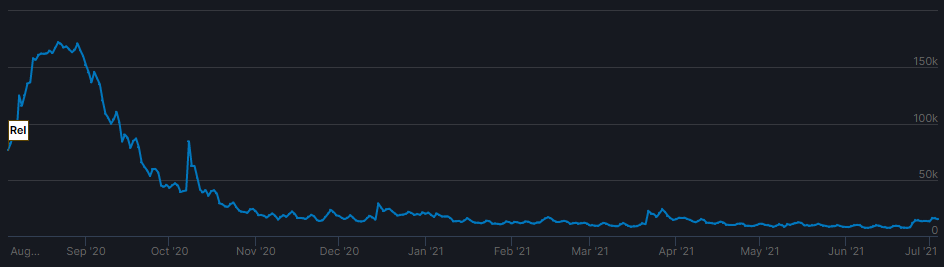 150k
100k
Rel
50k
0
Aug... Sep '20 Oct '20 Nov '20 Dec '20 Jan '21 Feb '21 Mar '21 Apr '21 May '21 Jun '21 Jul '21